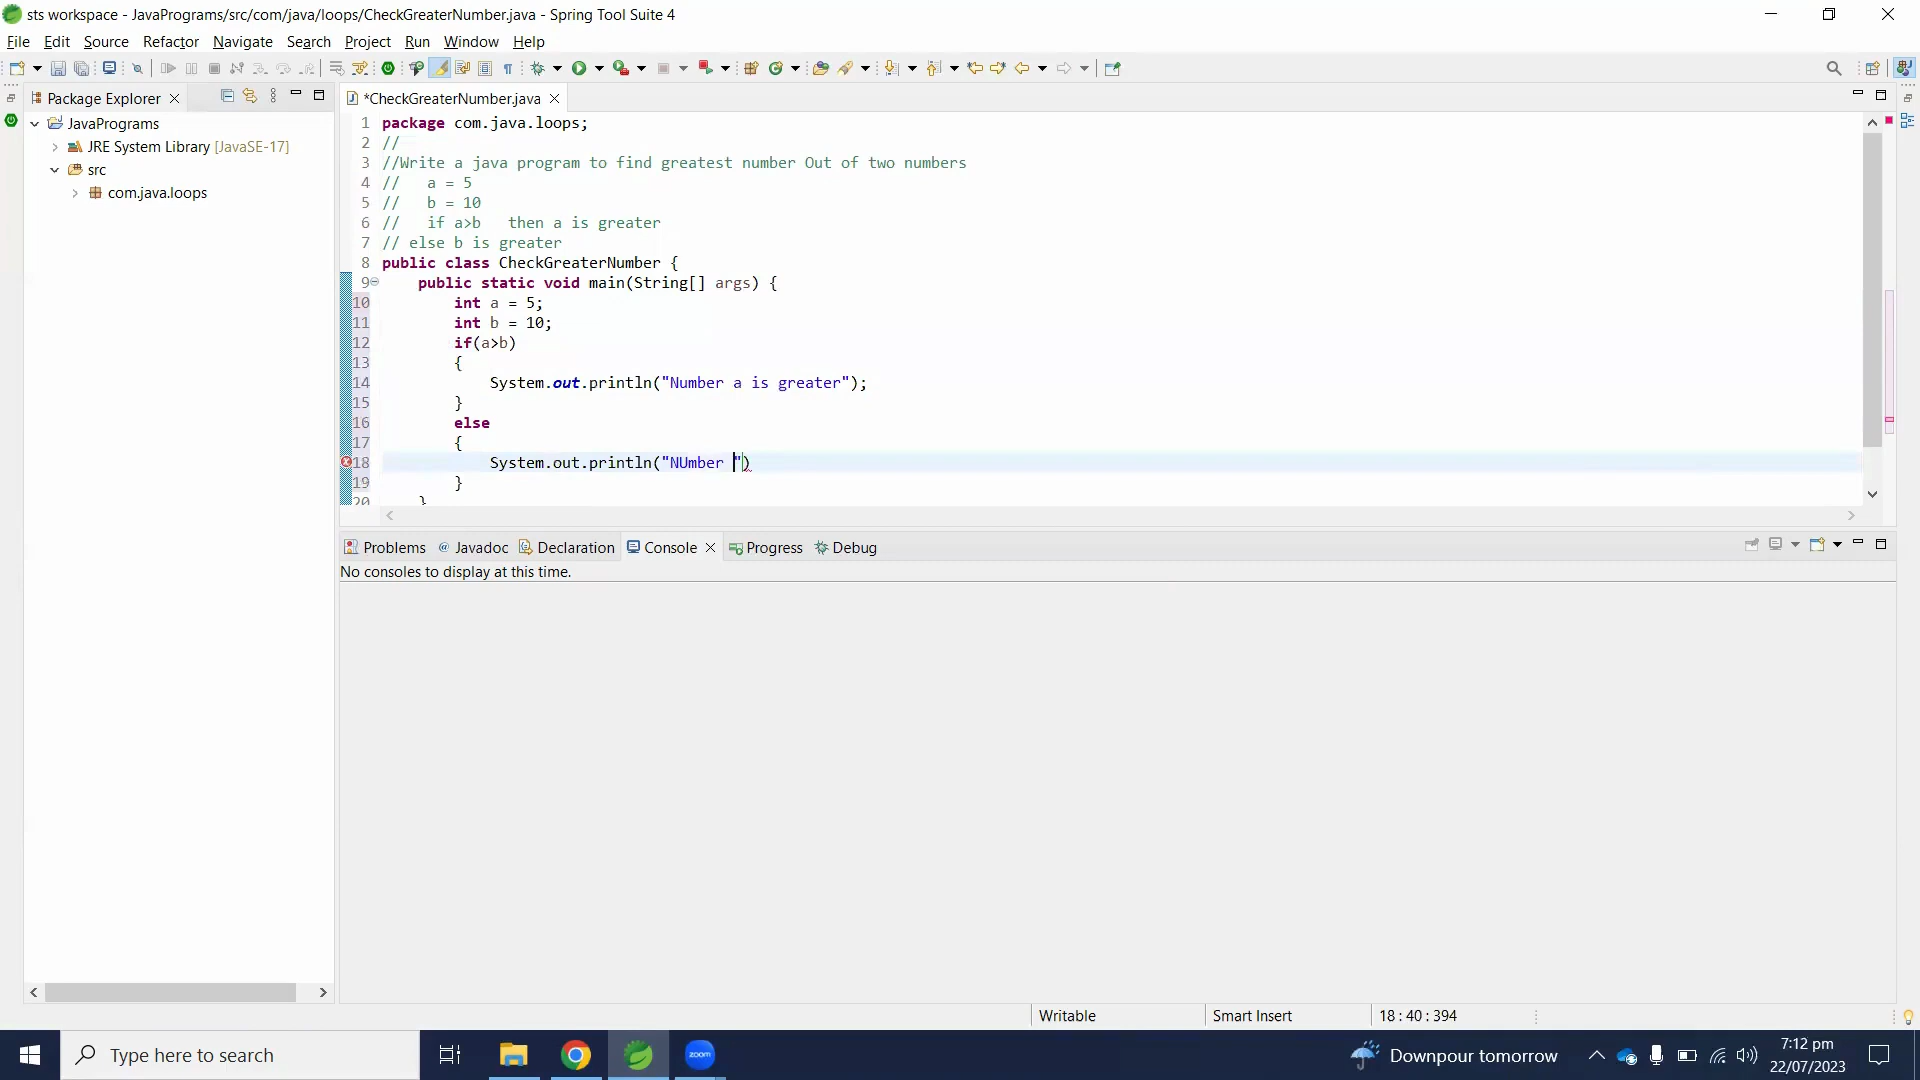 sts workspace - JavaPrograms/src/com/java/loops/CheckGreaterNumber.java - Spring Tool Suite 4
File Edit Source Refactor Navigate Search Project Run Window Help
Package Explorer
*CheckGreaterNumber.java
JavaPrograms
JRE System Library [JavaSE-17]
src
com.java.loops
1 package com.java.loops;
2 //
3 //Write a java program to find greatest number Out of two numbers
4 //   a = 5
5 //   b = 10
6 //   if a>b   then a is greater
7 // else b is greater
8 public class CheckGreaterNumber {
9     public static void main(String[] args) {
10         int a = 5;
11         int b = 10;
12         if(a>b)
13         {
14             System.out.println("Number a is greater");
15         }
16         else
17         {
18             System.out.println("NUmber ")
19         }
20     }
Problems @ Javadoc Declaration Console Progress Debug
No consoles to display at this time.
Writable Smart Insert 18 : 40 : 394
Type here to search
zoom
Downpour tomorrow
7:12 pm
22/07/2023